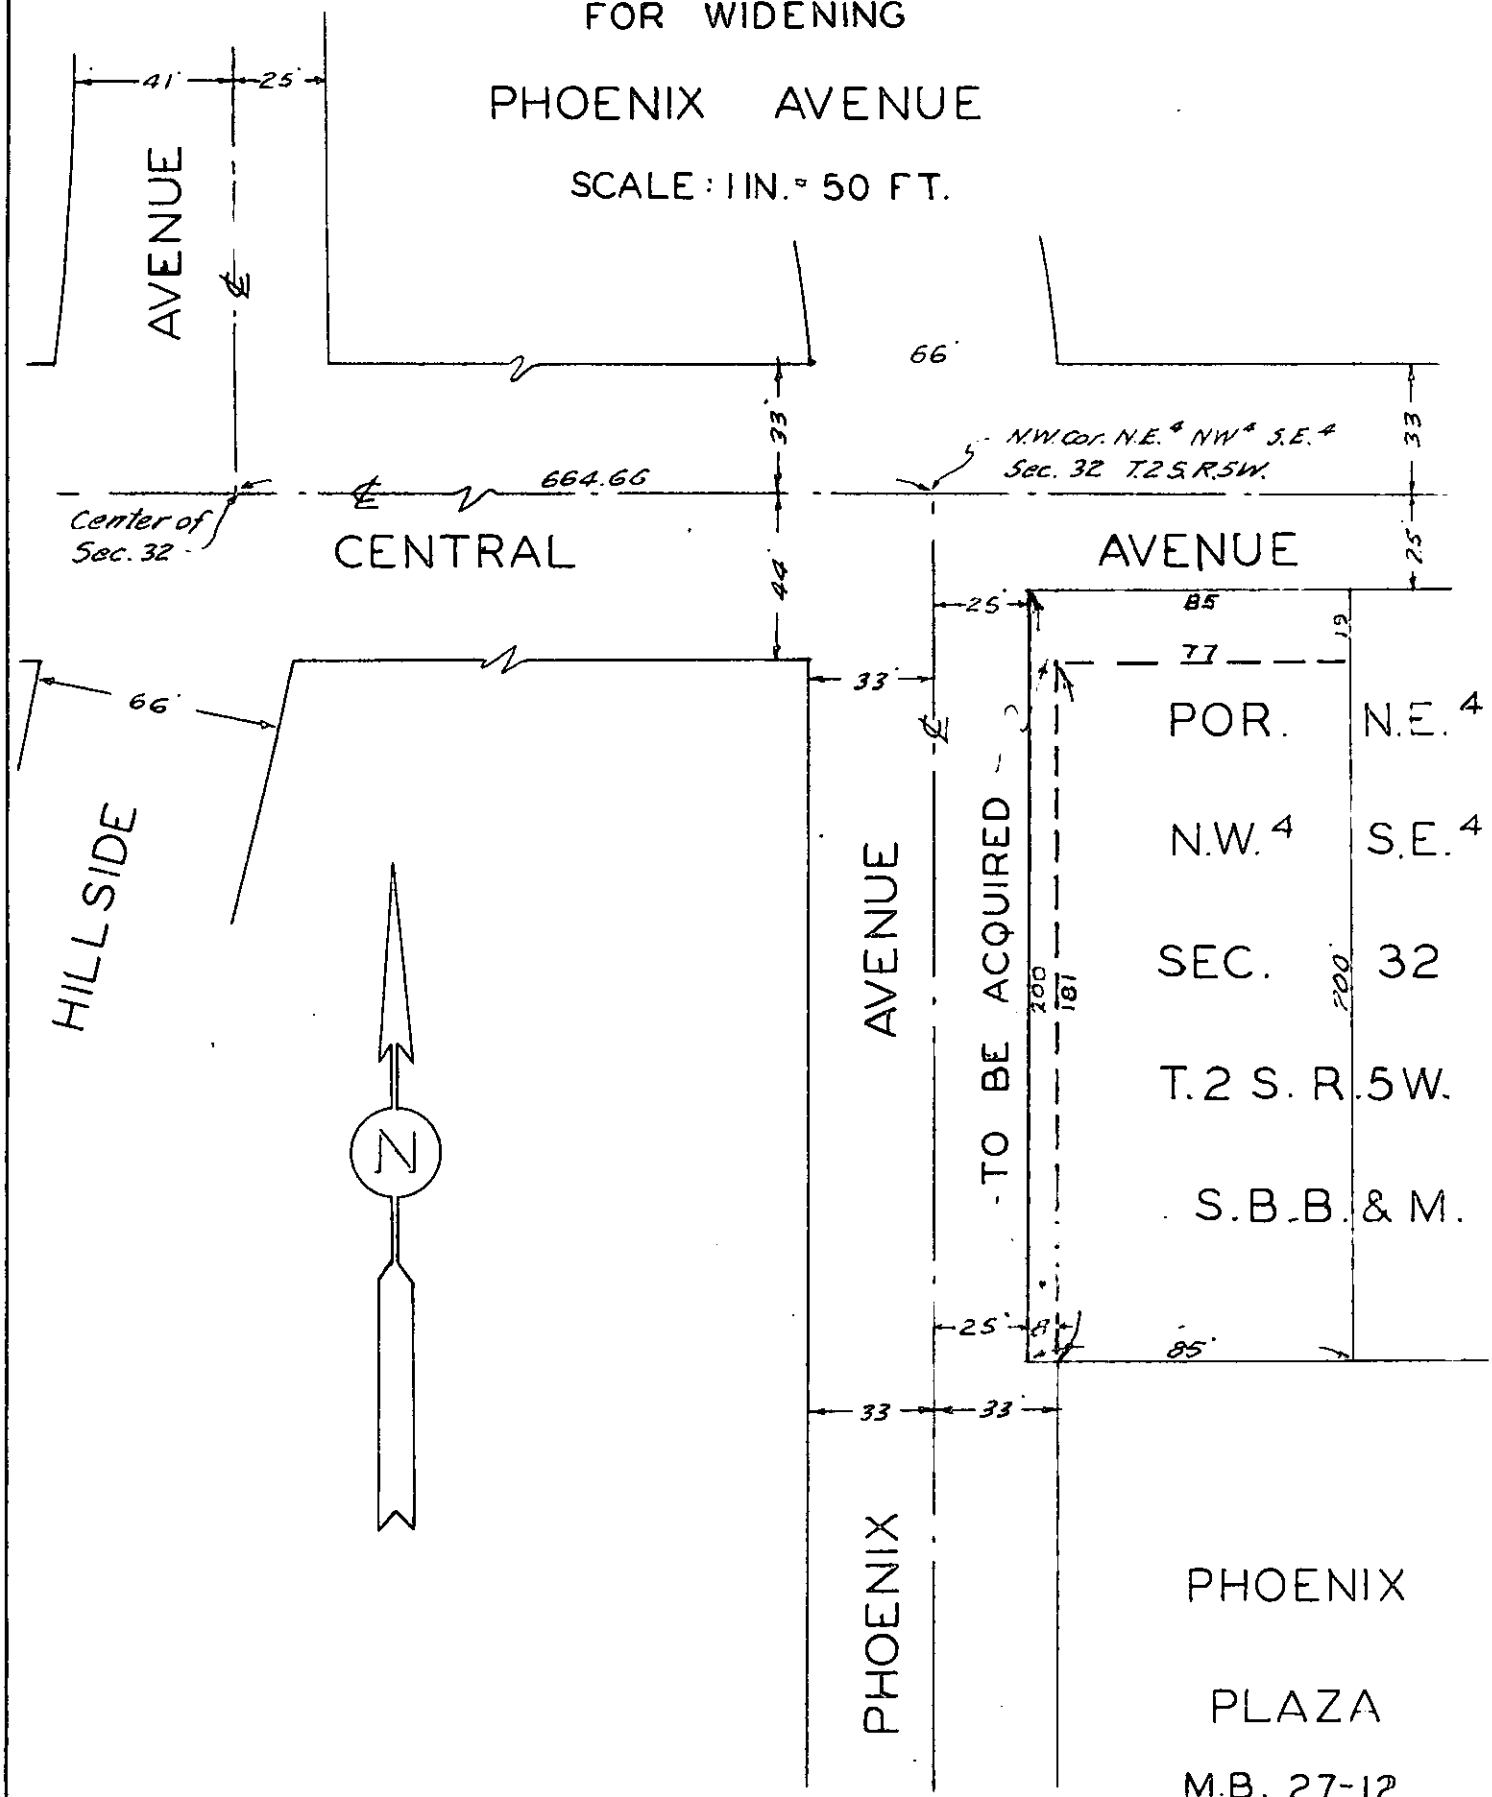 FOR WIDENING
PHOENIX AVENUE
SCALE: 1 IN. = 50 FT.
41'
25'
AVENUE
℄
66'
33'
33
N.W. Cor. N.E.⁴ NW⁴ S.E.⁴
Sec. 32 T.2 S. R.5W.
664.66
℄
Center of
Sec. 32
CENTRAL
AVENUE
44'
25'
25'
85
19
77
66'
33'
℄
POR. N.E.⁴
N.W.⁴ S.E.⁴
SEC. 32
T.2 S. R.5W.
S.B.B. & M.
HILLSIDE
AVENUE
TO BE ACQUIRED
200
181
200'
N
25'
8'
85'
33
33'
PHOENIX
PHOENIX
PLAZA
M.B. 27-12